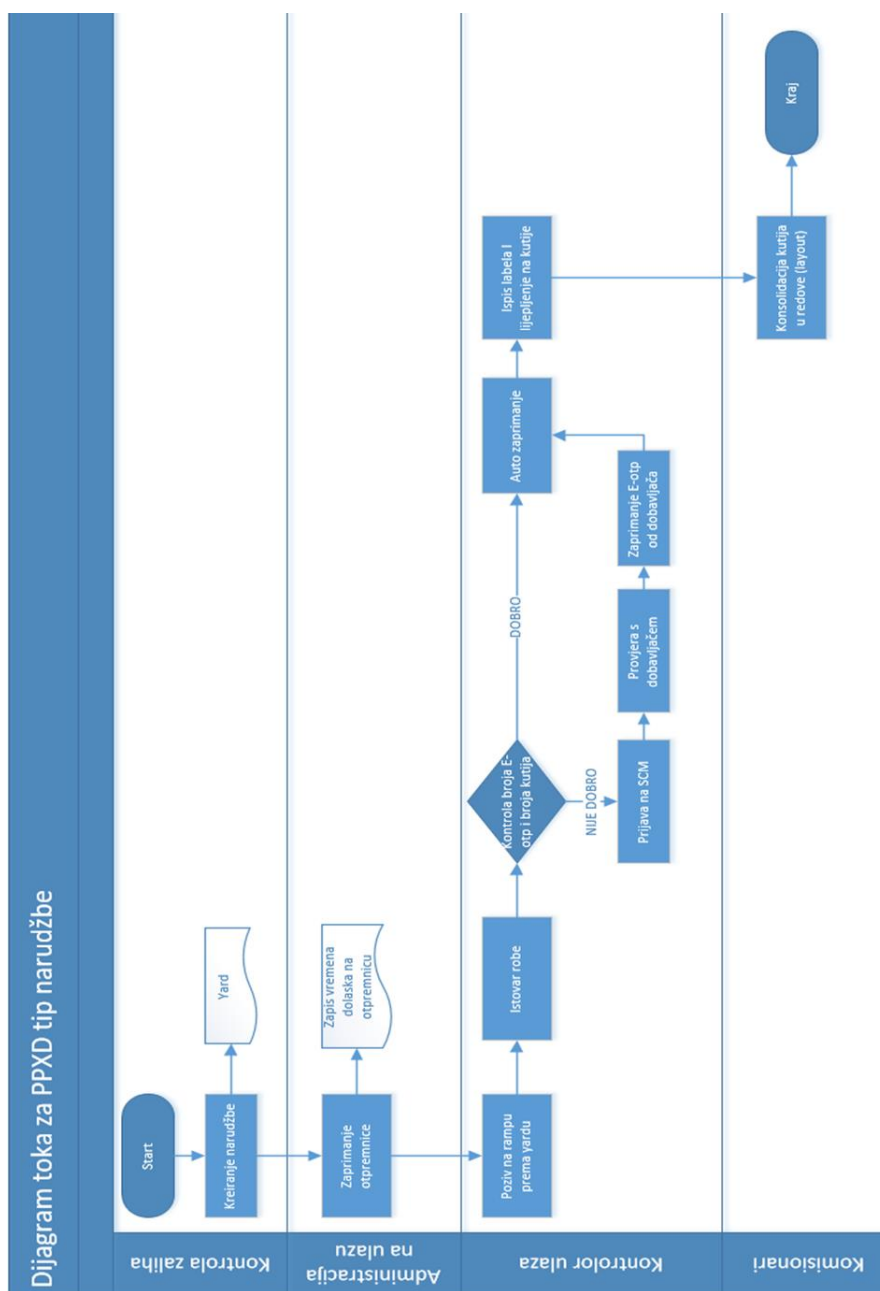 Dijagram toka za PPXD tip narudžbe
Kontrola zaliha
Start
Kreiranje narudžbe
Yard
Administracija
na ulazu
Zaprimanje
otpremnice
Zapis vremena
dolaska na
otpremnicu
Kontrolor ulaza
Poziv na rampu
prema yardu
Istovar robe
Kontrola broja E-
otp i broja kutija
DOBRO
NIJE DOBRO
Prijava na SCM
Provjera s
dobavljačem
Zaprimanje E-otp
od dobavljača
Auto zaprimanje
Ispis labela I
lijepljenje na kutije
Komisionari
Konsolidacija kutija
u redove (layout)
Kraj